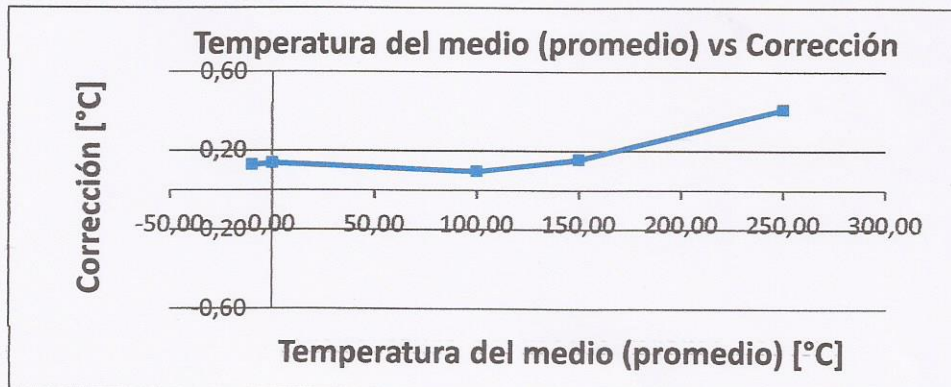 Temperatura del medio (promedio) vs Corrección
Corrección [°C]
0,60
0,20
-50,00 0,00 50,00 100,00 150,00 200,00 250,00 300,00
-0,20
-0,60
Temperatura del medio (promedio) [°C]